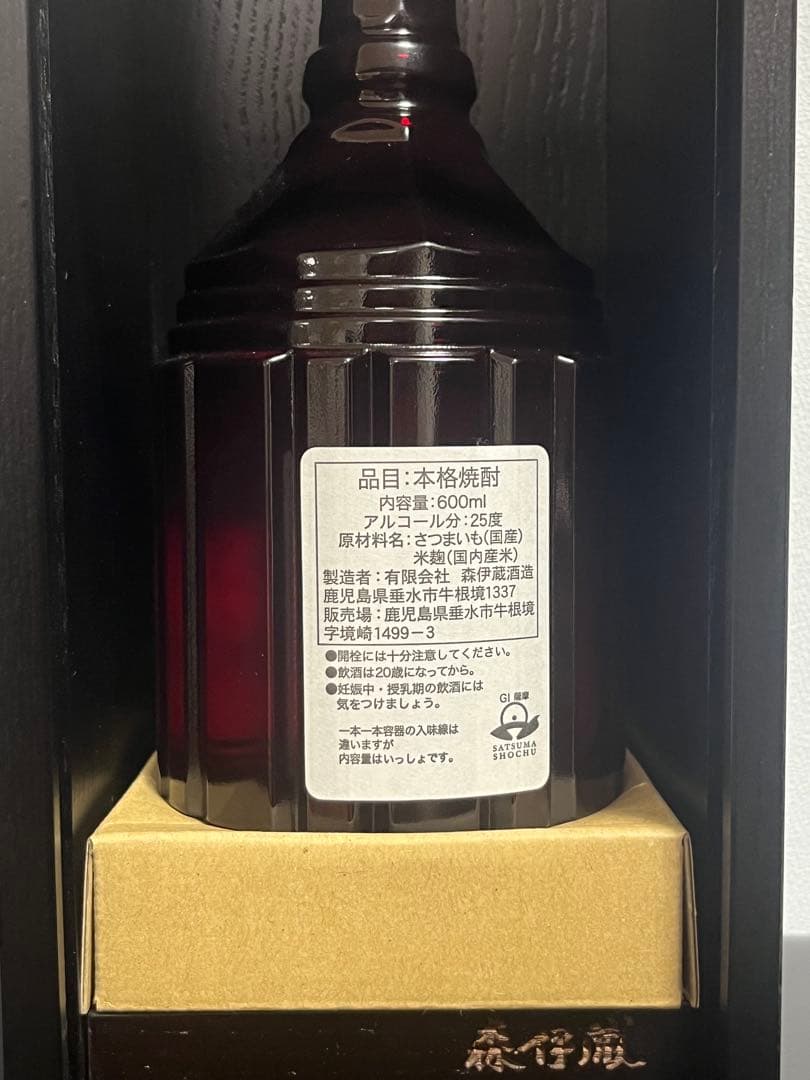 品目:本格焼酎
内容量:600ml
アルコール分:25度
原材料名:さつまいも(国産)
米麹(国内産米)
製造者:有限会社 森伊蔵酒造
鹿児島県垂水市牛根境1337
販売場:鹿児島県垂水市牛根境
字境崎1499-3
●開栓には十分注意してください。
●飲酒は20歳になってから。
●妊娠中・授乳期の飲酒には
気をつけましょう。
一本一本容器の入味線は
違いますが
内容量はいっしょです。
GI 薩摩
SATSUMA
SHOCHU
森伊蔵